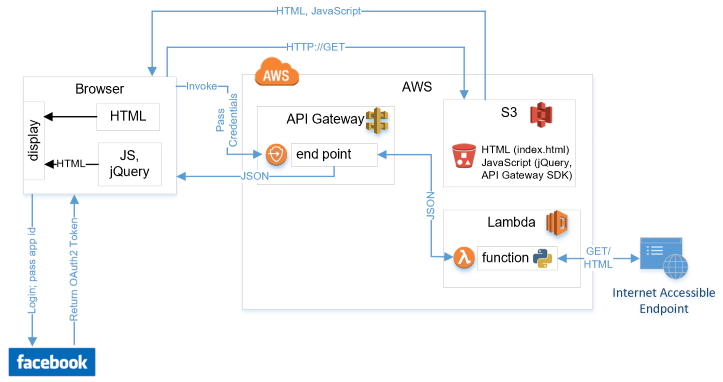 HTML, JavaScript
HTTP://GET
Browser
Invoke
AWS
AWS
HTML
display
HTML
JS,
jQuery
Pass
Credentials
API Gateway
end point
JSON
S3
HTML (index.html)
JavaScript (jQuery,
API Gateway SDK)
JSON
Lambda
λ
function
GET/
HTML
Internet Accessible
Endpoint
Login; pass app id
Return OAuth2 Token
facebook